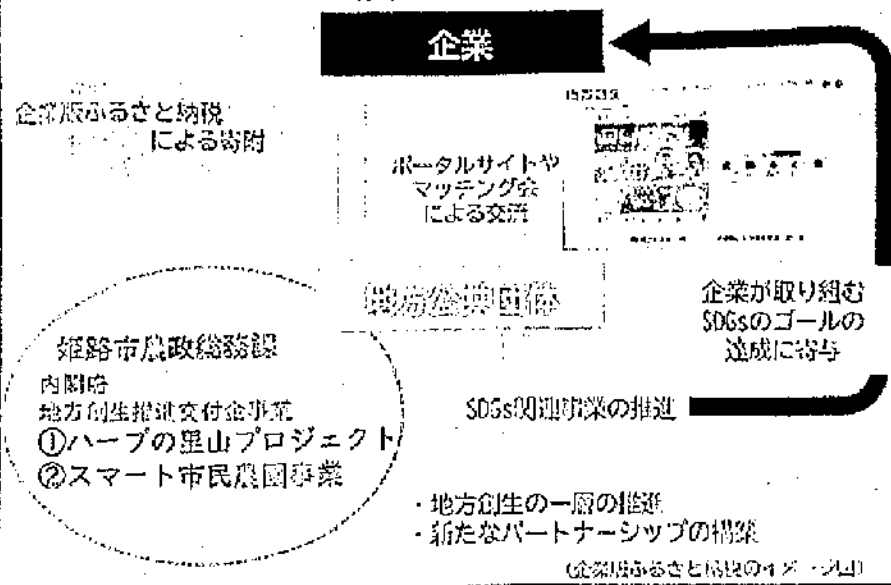 企業
企業版ふるさと納税
による寄附
ポータルサイトや
マッチング会
による交流
地方公共団体
企業が取り組む
SDGsのゴールの
達成に寄与
姫路市農政総務課
内閣府
地方創生推進交付金事業
①ハーブの里山プロジェクト
②スマート市民農園事業
SDGs関連事業の推進
・地方創生の一層の推進
・新たなパートナーシップの構築
(企業版ふるさと納税のイメージ図)